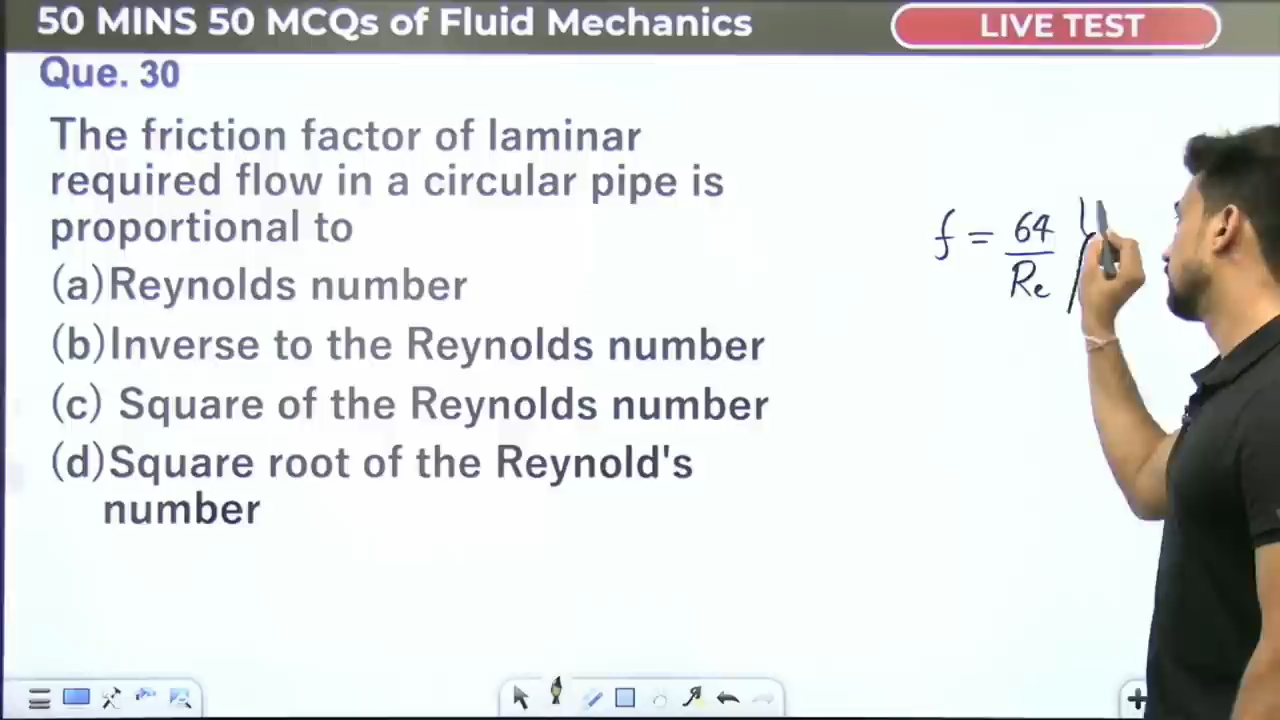 50 MINS 50 MCQs of Fluid Mechanics
LIVE TEST
Que. 30
The friction factor of laminar
required flow in a circular pipe is
proportional to
(a)Reynolds number
(b)Inverse to the Reynolds number
(c) Square of the Reynolds number
(d)Square root of the Reynold's
number
f = 64
Re